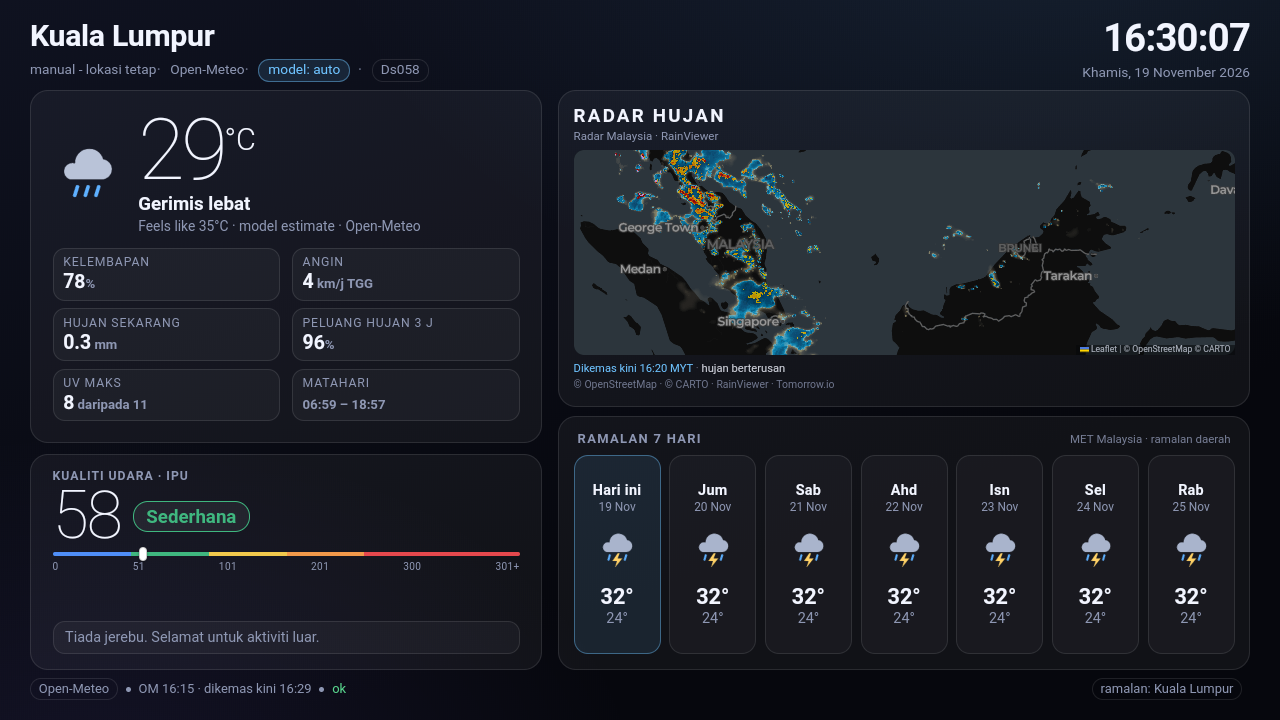 Kuala Lumpur
manual - lokasi tetap· Open-Meteo· model: auto · Ds058
16:30:07
Khamis, 19 November 2026
29°C
Gerimis lebat
Feels like 35°C · model estimate · Open-Meteo
KELEMBAPAN
78%
ANGIN
4 km/j TGG
HUJAN SEKARANG
0.3 mm
PELUANG HUJAN 3 J
96%
UV MAKS
8 daripada 11
MATAHARI
06:59 – 18:57
KUALITI UDARA · IPU
58 Sederhana
0 51 101 201 300 301+
Tiada jerebu. Selamat untuk aktiviti luar.
RADAR HUJAN
Radar Malaysia · RainViewer
Dava
George Town
MALAYSIA
BRUNEI
Medan
Tarakan
Singapore
Leaflet | © OpenStreetMap © CARTO
Dikemas kini 16:20 MYT · hujan berterusan
© OpenStreetMap · © CARTO · RainViewer · Tomorrow.io
RAMALAN 7 HARI
MET Malaysia · ramalan daerah
Hari ini
19 Nov
32°
24°
Jum
20 Nov
32°
24°
Sab
21 Nov
32°
24°
Ahd
22 Nov
32°
24°
Isn
23 Nov
32°
24°
Sel
24 Nov
32°
24°
Rab
25 Nov
32°
24°
Open-Meteo • OM 16:15 · dikemas kini 16:29 • ok
ramalan: Kuala Lumpur